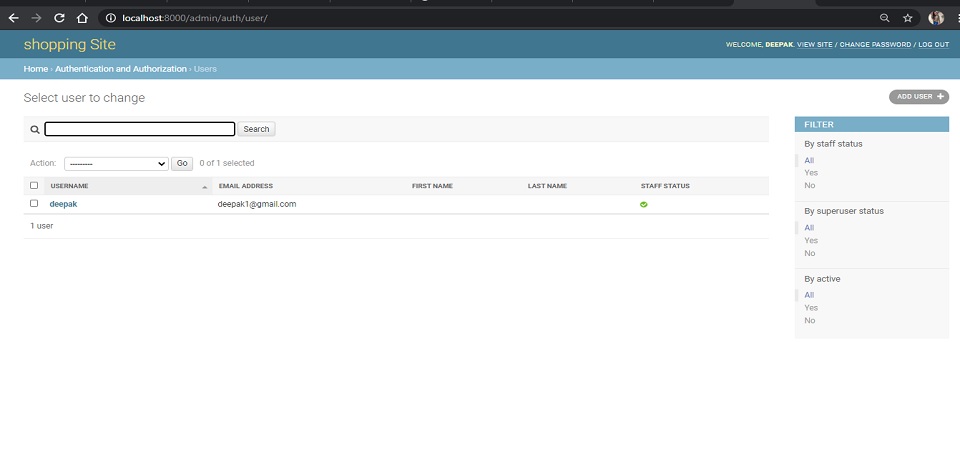 localhost:8000/admin/auth/user/
shopping Site
WELCOME, DEEPAK. VIEW SITE / CHANGE PASSWORD / LOG OUT
Home › Authentication and Authorization › Users
Select user to change
ADD USER +
Search
Action: --------- Go 0 of 1 selected
USERNAME EMAIL ADDRESS FIRST NAME LAST NAME STAFF STATUS
deepak deepak1@gmail.com
1 user
FILTER
By staff status
All
Yes
No
By superuser status
All
Yes
No
By active
All
Yes
No